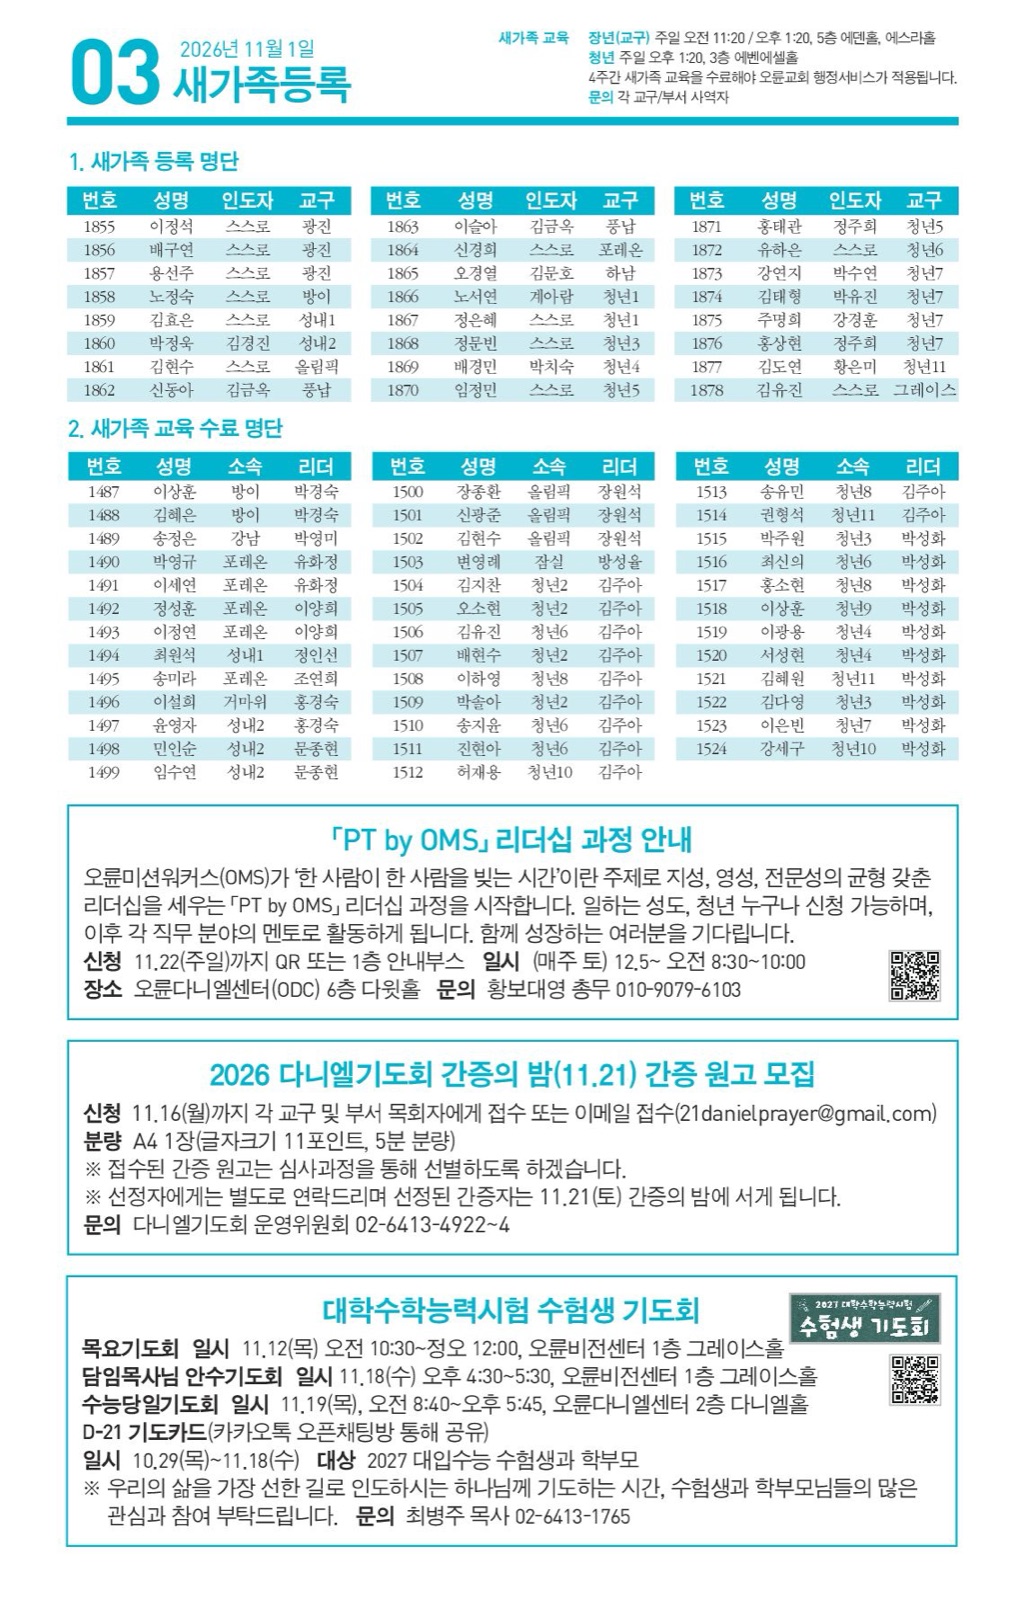 03
2026년 11월 1일
새가족등록
새가족 교육 장년(교구) 주일 오전 11:20 / 오후 1:20, 5층 에덴홀, 에스라홀
청년 주일 오후 1:20, 3층 에벤에셀홀
4주간 새가족 교육을 수료해야 오륜교회 행정서비스가 적용됩니다.
문의 각 교구/부서 사역자
1. 새가족 등록 명단
번호 성명 인도자 교구
1855 이정석 스스로 광진
1856 배구연 스스로 광진
1857 용선주 스스로 광진
1858 노정숙 스스로 방이
1859 김효은 스스로 성내1
1860 박정욱 김경진 성내2
1861 김현수 스스로 올림픽
1862 신동아 김금옥 풍납
번호 성명 인도자 교구
1863 이슬아 김금옥 풍납
1864 신경희 스스로 포레온
1865 오경열 김문호 하남
1866 노서연 계아람 청년1
1867 정은혜 스스로 청년1
1868 정문빈 스스로 청년3
1869 배경민 박치숙 청년4
1870 임정민 스스로 청년5
번호 성명 인도자 교구
1871 홍태관 정주희 청년5
1872 유하은 스스로 청년6
1873 강연지 박수연 청년7
1874 김태형 박유진 청년7
1875 주명희 강경훈 청년7
1876 홍상현 정주희 청년7
1877 김도연 황은미 청년11
1878 김유진 스스로 그레이스
2. 새가족 교육 수료 명단
번호 성명 소속 리더
1487 이상훈 방이 박경숙
1488 김혜은 방이 박경숙
1489 송정은 강남 박영미
1490 박영규 포레온 유화정
1491 이세연 포레온 유화정
1492 정성훈 포레온 이양희
1493 이정연 포레온 이양희
1494 최원석 성내1 정인선
1495 송미라 포레온 조연희
1496 이설희 거마위 홍경숙
1497 윤영자 성내2 홍경숙
1498 민인순 성내2 문종현
1499 임수연 성내2 문종현
번호 성명 소속 리더
1500 장종환 올림픽 장원석
1501 신광준 올림픽 장원석
1502 김현수 올림픽 장원석
1503 변영례 잠실 방성율
1504 김지찬 청년2 김주아
1505 오소현 청년2 김주아
1506 김유진 청년6 김주아
1507 배현수 청년2 김주아
1508 이하영 청년8 김주아
1509 박솔아 청년2 김주아
1510 송지윤 청년6 김주아
1511 진현아 청년6 김주아
1512 허재용 청년10 김주아
번호 성명 소속 리더
1513 송유민 청년8 김주아
1514 권형석 청년11 김주아
1515 박주원 청년3 박성화
1516 최신의 청년6 박성화
1517 홍소현 청년8 박성화
1518 이상훈 청년9 박성화
1519 이광용 청년4 박성화
1520 서성현 청년4 박성화
1521 김혜원 청년11 박성화
1522 김다영 청년3 박성화
1523 이은빈 청년7 박성화
1524 강세구 청년10 박성화
「PT by OMS」 리더십 과정 안내
오륜미션워커스(OMS)가 ‘한 사람이 한 사람을 빚는 시간’이란 주제로 지성, 영성, 전문성의 균형 갖춘
리더십을 세우는 「PT by OMS」 리더십 과정을 시작합니다. 일하는 성도, 청년 누구나 신청 가능하며,
이후 각 직무 분야의 멘토로 활동하게 됩니다. 함께 성장하는 여러분을 기다립니다.
신청 11.22(주일)까지 QR 또는 1층 안내부스 일시 (매주 토) 12.5~ 오전 8:30~10:00
장소 오륜다니엘센터(ODC) 6층 다윗홀 문의 황보대영 총무 010-9079-6103
2026 다니엘기도회 간증의 밤(11.21) 간증 원고 모집
신청 11.16(월)까지 각 교구 및 부서 목회자에게 접수 또는 이메일 접수(21danielprayer@gmail.com)
분량 A4 1장(글자크기 11포인트, 5분 분량)
※ 접수된 간증 원고는 심사과정을 통해 선별하도록 하겠습니다.
※ 선정자에게는 별도로 연락드리며 선정된 간증자는 11.21(토) 간증의 밤에 서게 됩니다.
문의 다니엘기도회 운영위원회 02-6413-4922~4
대학수학능력시험 수험생 기도회
2027 대학수학능력시험
수험생 기도회
목요기도회 일시 11.12(목) 오전 10:30~정오 12:00, 오륜비전센터 1층 그레이스홀
담임목사님 안수기도회 일시 11.18(수) 오후 4:30~5:30, 오륜비전센터 1층 그레이스홀
수능당일기도회 일시 11.19(목), 오전 8:40~오후 5:45, 오륜다니엘센터 2층 다니엘홀
D-21 기도카드(카카오톡 오픈채팅방 통해 공유)
일시 10.29(목)~11.18(수) 대상 2027 대입수능 수험생과 학부모
※ 우리의 삶을 가장 선한 길로 인도하시는 하나님께 기도하는 시간, 수험생과 학부모님들의 많은
관심과 참여 부탁드립니다. 문의 최병주 목사 02-6413-1765